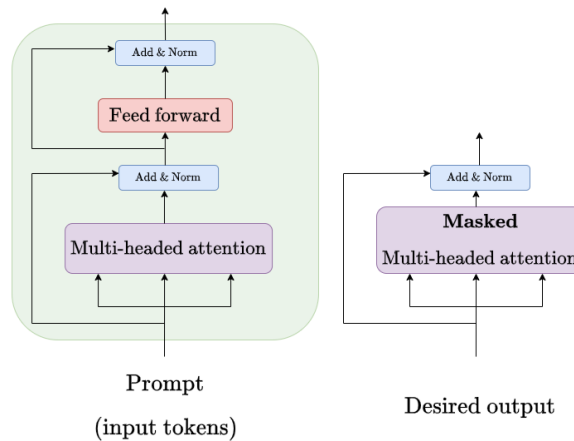 Add & Norm
Feed forward
Add & Norm
Multi-headed attention
Prompt
(input tokens)
Add & Norm
Masked
Multi-headed attention
Desired output